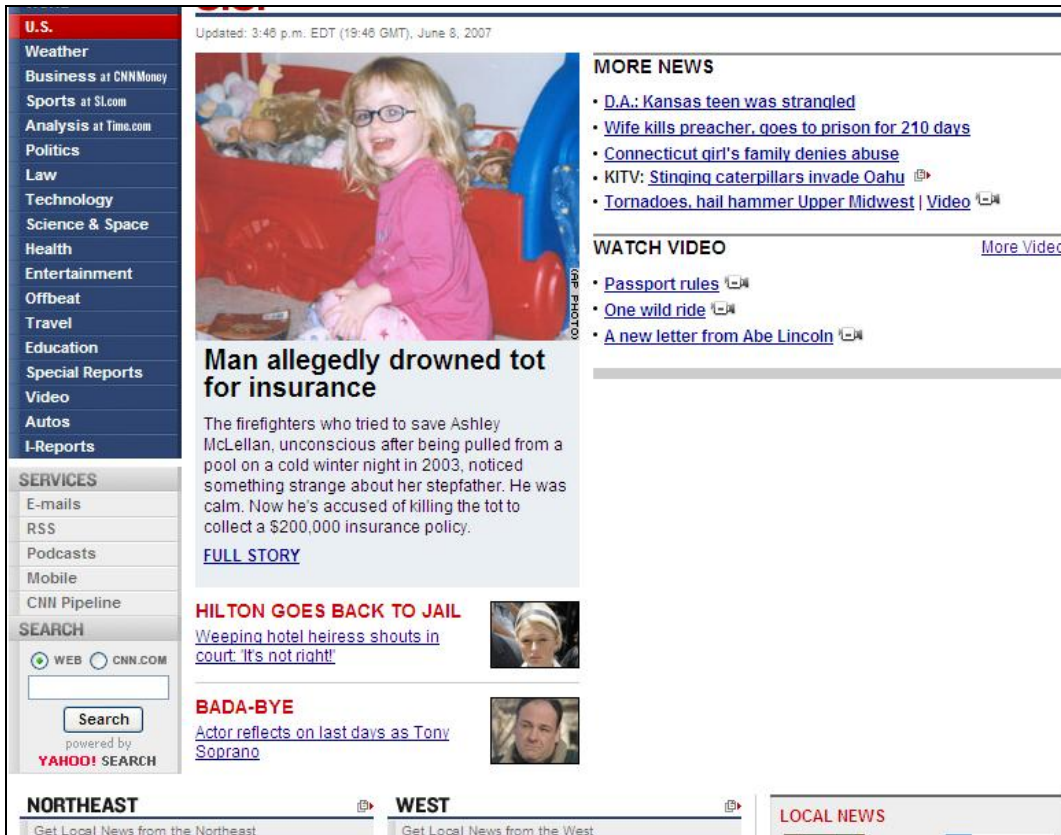 U.S.
Weather
Business at CNNMoney
Sports at SI.com
Analysis at Time.com
Politics
Law
Technology
Science & Space
Health
Entertainment
Offbeat
Travel
Education
Special Reports
Video
Autos
I-Reports
SERVICES
E-mails
RSS
Podcasts
Mobile
CNN Pipeline
SEARCH
WEB CNN.COM
Search
powered by
YAHOO! SEARCH
Updated: 3:46 p.m. EDT (19:46 GMT), June 8, 2007
(AP PHOTO)
Man allegedly drowned tot
for insurance
The firefighters who tried to save Ashley
McLellan, unconscious after being pulled from a
pool on a cold winter night in 2003, noticed
something strange about her stepfather. He was
calm. Now he's accused of killing the tot to
collect a $200,000 insurance policy.
FULL STORY
HILTON GOES BACK TO JAIL
Weeping hotel heiress shouts in
court: 'It's not right!'
BADA-BYE
Actor reflects on last days as Tony
Soprano
MORE NEWS
• D.A.: Kansas teen was strangled
• Wife kills preacher, goes to prison for 210 days
• Connecticut girl's family denies abuse
• KITV: Stinging caterpillars invade Oahu
• Tornadoes, hail hammer Upper Midwest | Video
WATCH VIDEO More Video
• Passport rules
• One wild ride
• A new letter from Abe Lincoln
NORTHEAST
Get Local News from the Northeast
WEST
Get Local News from the West
LOCAL NEWS